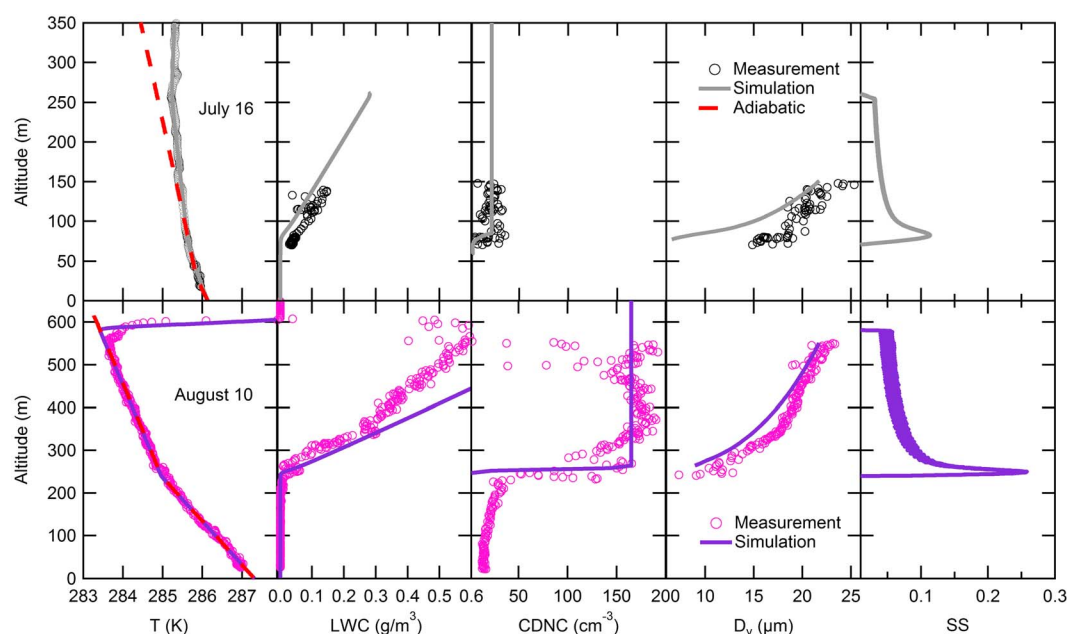 350
300
250
200
150
100
50
0
Altitude (m)
July 16
Measurement
Simulation
Adiabatic
600
500
400
300
200
100
0
Altitude (m)
August 10
Measurement
Simulation
283 284 285 286 287
0.0 0.1 0.2 0.3 0.4 0.5
60 100 150 200
10 15 20 25
0.0 0.1 0.2 0.3
T (K)
LWC (g/m³)
CDNC (cm⁻³)
Dᵥ (µm)
SS